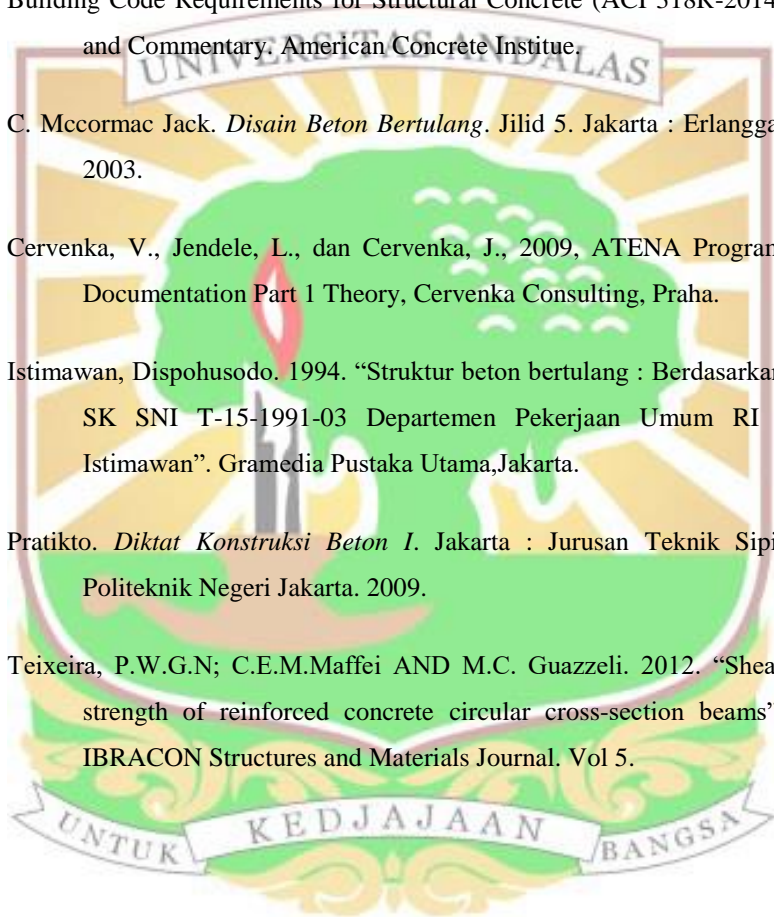 Building Code Requirements for Structural Concrete (ACI 318R-2014
and Commentary. American Concrete Institue.
UNIVERSITAS ANDALAS
C. Mccormac Jack. Disain Beton Bertulang. Jilid 5. Jakarta : Erlangga
2003.
Cervenka, V., Jendele, L., dan Cervenka, J., 2009, ATENA Program
Documentation Part 1 Theory, Cervenka Consulting, Praha.
Istimawan, Dispohusodo. 1994. “Struktur beton bertulang : Berdasarkan
SK SNI T-15-1991-03 Departemen Pekerjaan Umum RI
Istimawan”. Gramedia Pustaka Utama,Jakarta.
Pratikto. Diktat Konstruksi Beton I. Jakarta : Jurusan Teknik Sipi
Politeknik Negeri Jakarta. 2009.
Teixeira, P.W.G.N; C.E.M.Maffei AND M.C. Guazzeli. 2012. “Shea
strength of reinforced concrete circular cross-section beams”
IBRACON Structures and Materials Journal. Vol 5.
UNTUK KEDJAJAAN BANGSA